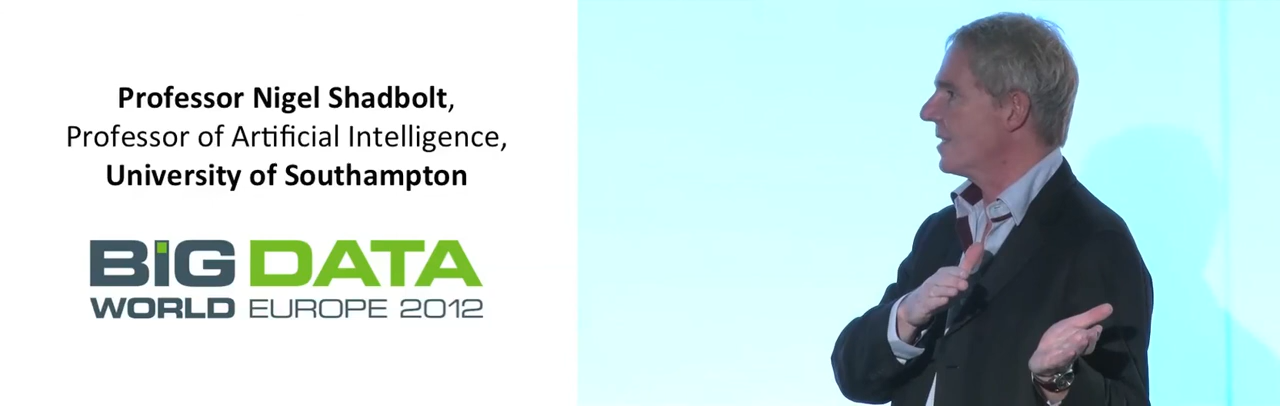 Professor Nigel Shadbolt,
Professor of Artificial Intelligence,
University of Southampton
BiG DATA
WORLD EUROPE 2012